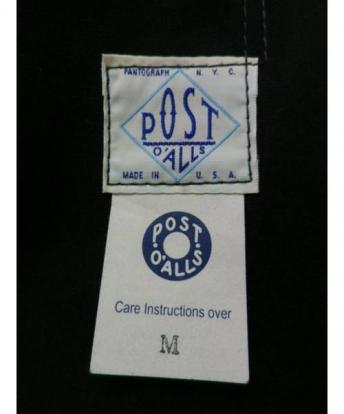 PANTOGRAPH N. Y. C.
POST
O'ALLS
MADE IN U. S. A.
POST
O'ALLS
Care Instructions over
M